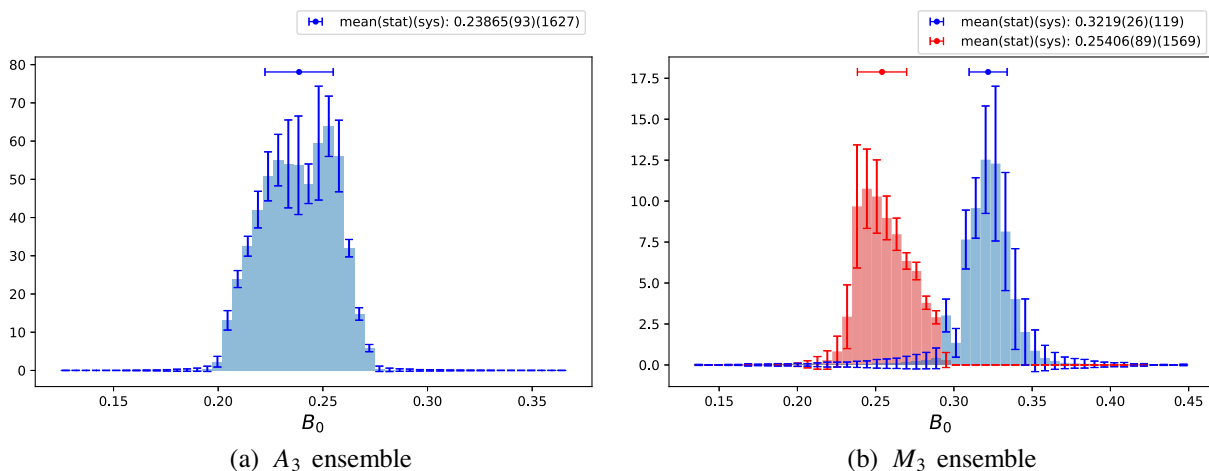 mean(stat)(sys): 0.23865(93)(1627)
80
70
60
50
40
30
20
10
0
0.15 0.20 0.25 0.30 0.35
B₀
(a) A₃ ensemble
mean(stat)(sys): 0.3219(26)(119)
mean(stat)(sys): 0.25406(89)(1569)
17.5
15.0
12.5
10.0
7.5
5.0
2.5
0.0
0.15 0.20 0.25 0.30 0.35 0.40 0.45
B₀
(b) M₃ ensemble